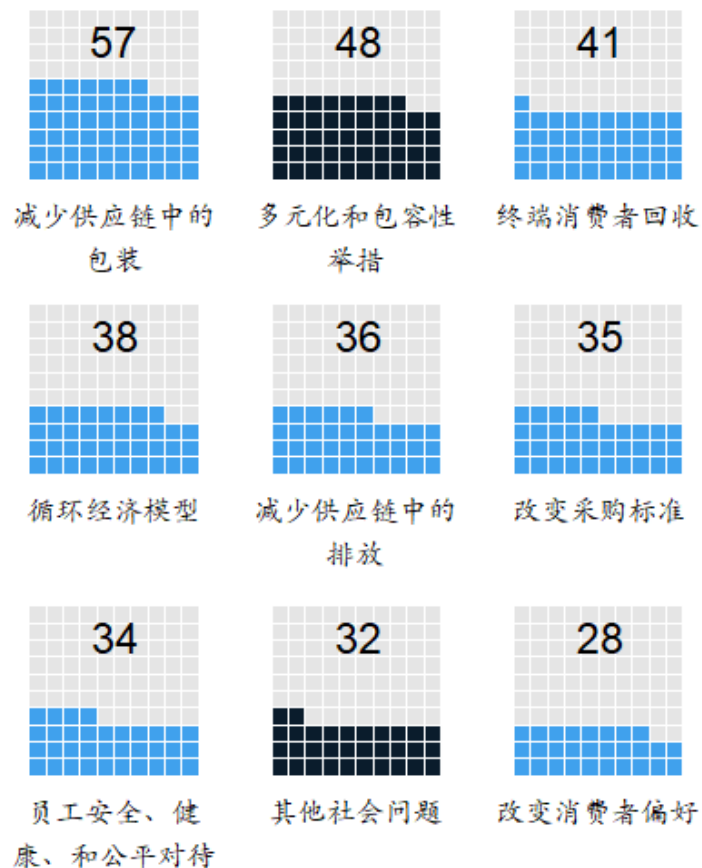 57
48
41
减少供应链中的
包装
多元化和包容性
举措
终端消费者回收
38
36
35
循环经济模型
减少供应链中的
排放
改变采购标准
34
32
28
员工安全、健
康、和公平对待
其他社会问题
改变消费者偏好